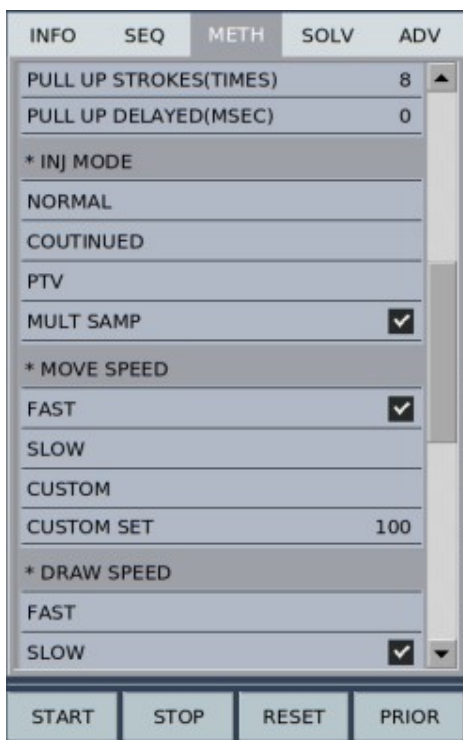 INFO SEQ METH SOLV ADV
PULL UP STROKES(TIMES) 8
PULL UP DELAYED(MSEC) 0
* INJ MODE
NORMAL
COUTINUED
PTV
MULT SAMP
* MOVE SPEED
FAST
SLOW
CUSTOM
CUSTOM SET 100
* DRAW SPEED
FAST
SLOW
START STOP RESET PRIOR